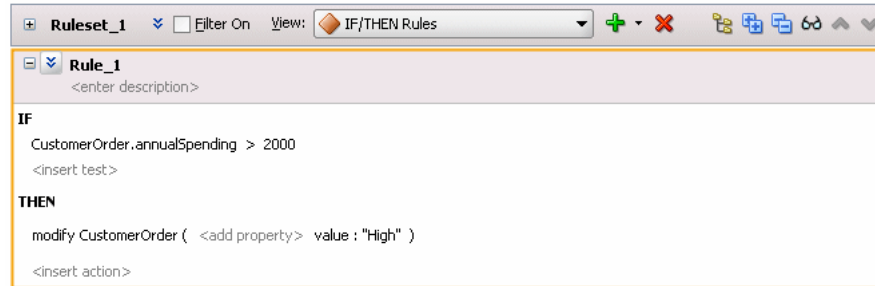 Ruleset_1 Filter On View: IF/THEN Rules
Rule_1
<enter description>
IF
CustomerOrder.annualSpending > 2000
<insert test>
THEN
modify CustomerOrder ( <add property> value : "High" )
<insert action>